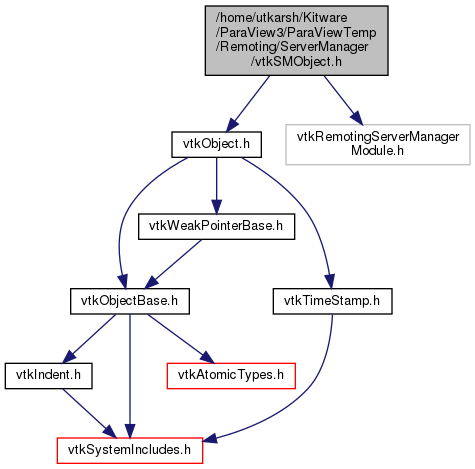 /home/utkarsh/Kitware
/ParaView3/ParaViewTemp
/Remoting/ServerManager
/vtkSMObject.h
vtkObject.h
vtkRemotingServerManager
Module.h
vtkWeakPointerBase.h
vtkObjectBase.h
vtkTimeStamp.h
vtkIndent.h
vtkAtomicTypes.h
vtkSystemIncludes.h